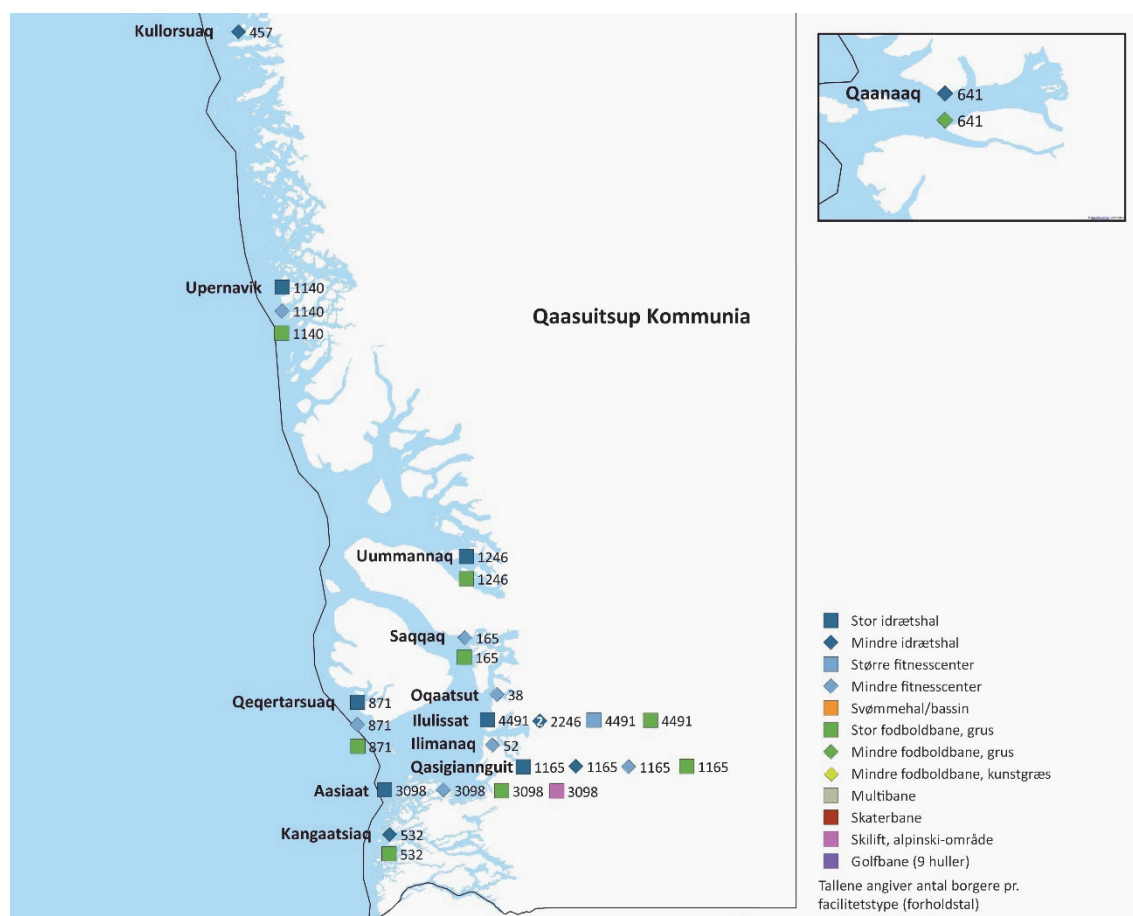 Kullorsuaq 457
Qaanaaq 641
641
Upernavik 1140
1140
1140
Qaasuitsup Kommunia
Uummannaq 1246
1246
Saqqaq 165
165
Qeqertarsuaq 871
871
871
Oqaatsut 38
Ilulissat 4491 2 2246 4491 4491
Ilimanaq 52
Qasigiannguit 1165 1165 1165 1165
Aasiaat 3098 3098 3098 3098
Kangaatsiaq 532
532
Stor idrætshal
Mindre idrætshal
Større fitnesscenter
Mindre fitnesscenter
Svømmehal/bassin
Stor fodboldbane, grus
Mindre fodboldbane, grus
Mindre fodboldbane, kunstgræs
Multibane
Skaterbane
Skilift, alpinski-område
Golfbane (9 huller)
Tallene angiver antal borgere pr.
facilitetstype (forholdstal)